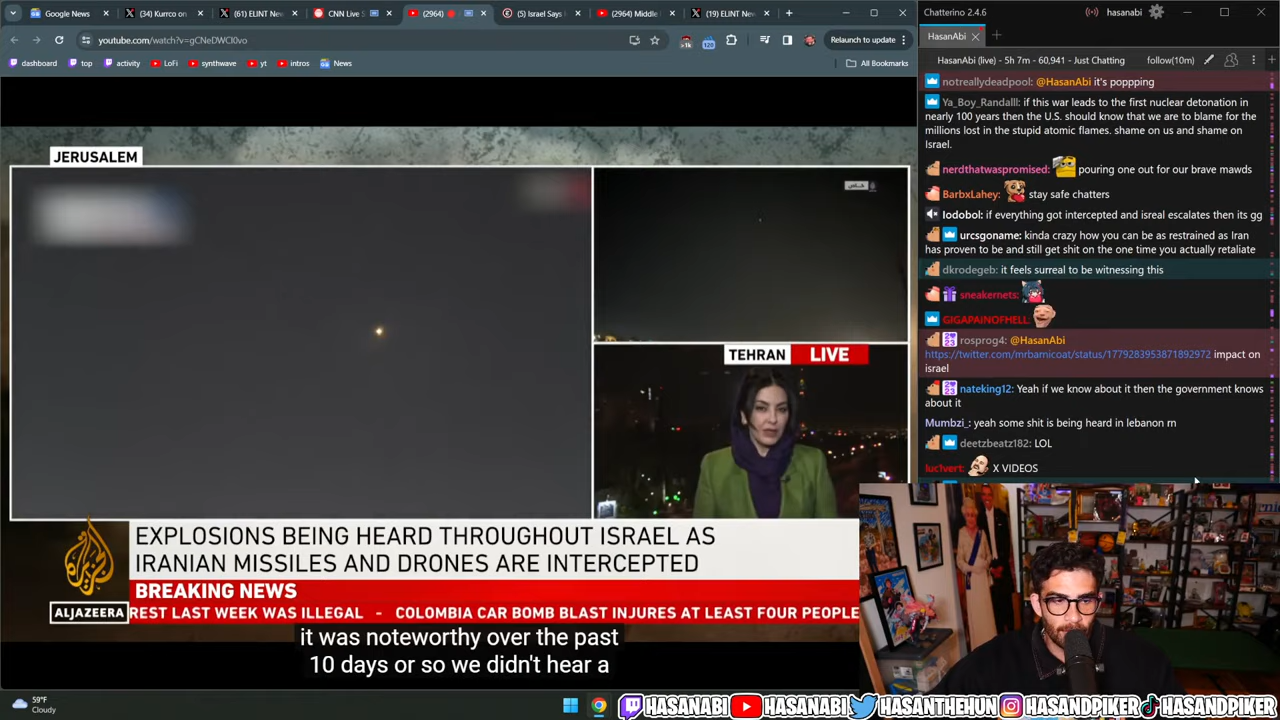 Google News
(34) Kurrco on
(61) ELINT New
CNN Live S
(2964)
(5) Israel Says
(2964) Middle
(19) ELINT New
youtube.com/watch?v=gCNeDWCI0vo
Relaunch to update
dashboard
top
activity
LoFi
synthwave
yt
intros
News
All Bookmarks
JERUSALEM
TEHRAN LIVE
EXPLOSIONS BEING HEARD THROUGHOUT ISRAEL AS
IRANIAN MISSILES AND DRONES ARE INTERCEPTED
BREAKING NEWS
ALJAZEERA
REST LAST WEEK WAS ILLEGAL - COLOMBIA CAR BOMB BLAST INJURES AT LEAST FOUR PEOPLE
it was noteworthy over the past
10 days or so we didn't hear a
59°F
Cloudy
Chatterino 2.4.6
hasanabi
HasanAbi
HasanAbi (live) - 5h 7m - 60,941 - Just Chatting
follow(10m)
notreallydeadpool: @HasanAbi it's poppping
Ya_Boy_Randalll: if this war leads to the first nuclear detonation in
nearly 100 years then the U.S. should know that we are to blame for the
millions lost in the stupid atomic flames. shame on us and shame on
Israel.
nerdthatwaspromised: pouring one out for our brave mawds
BarbxLahey: stay safe chatters
lodobol: if everything got intercepted and isreal escalates then its gg
urcsgoname: kinda crazy how you can be as restrained as Iran
has proven to be and still get shit on the one time you actually retaliate
dkrodegeb: it feels surreal to be witnessing this
sneakernets:
GIGAPAINOFHELL:
rosprog4: @HasanAbi
https://twitter.com/mrbarnicoat/status/1779283953871892972 impact on
israel
nateking12: Yeah if we know about it then the government knows
about it
Mumbzi_: yeah some shit is being heard in lebanon rn
deetzbeatz182: LOL
luc1vert: X VIDEOS
HASANABI HASANABI HASANTHEHUN HASANDPIKER HASANDPIKER